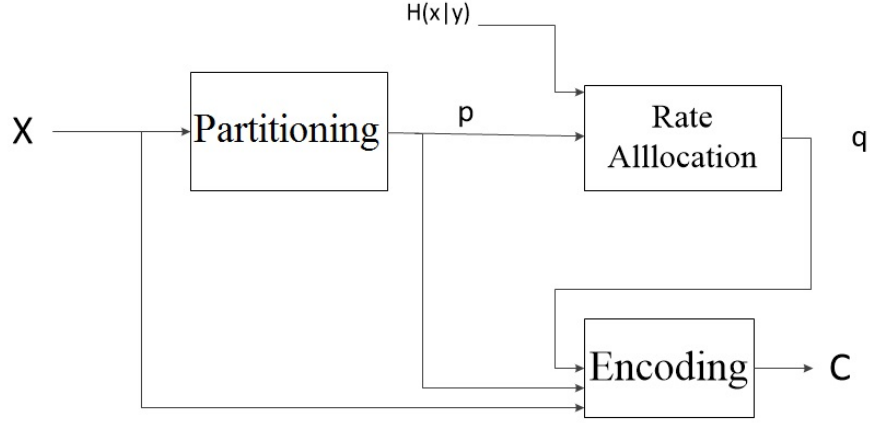 H(x|y)
X
Partitioning
p
Rate
Alllocation
q
Encoding
C